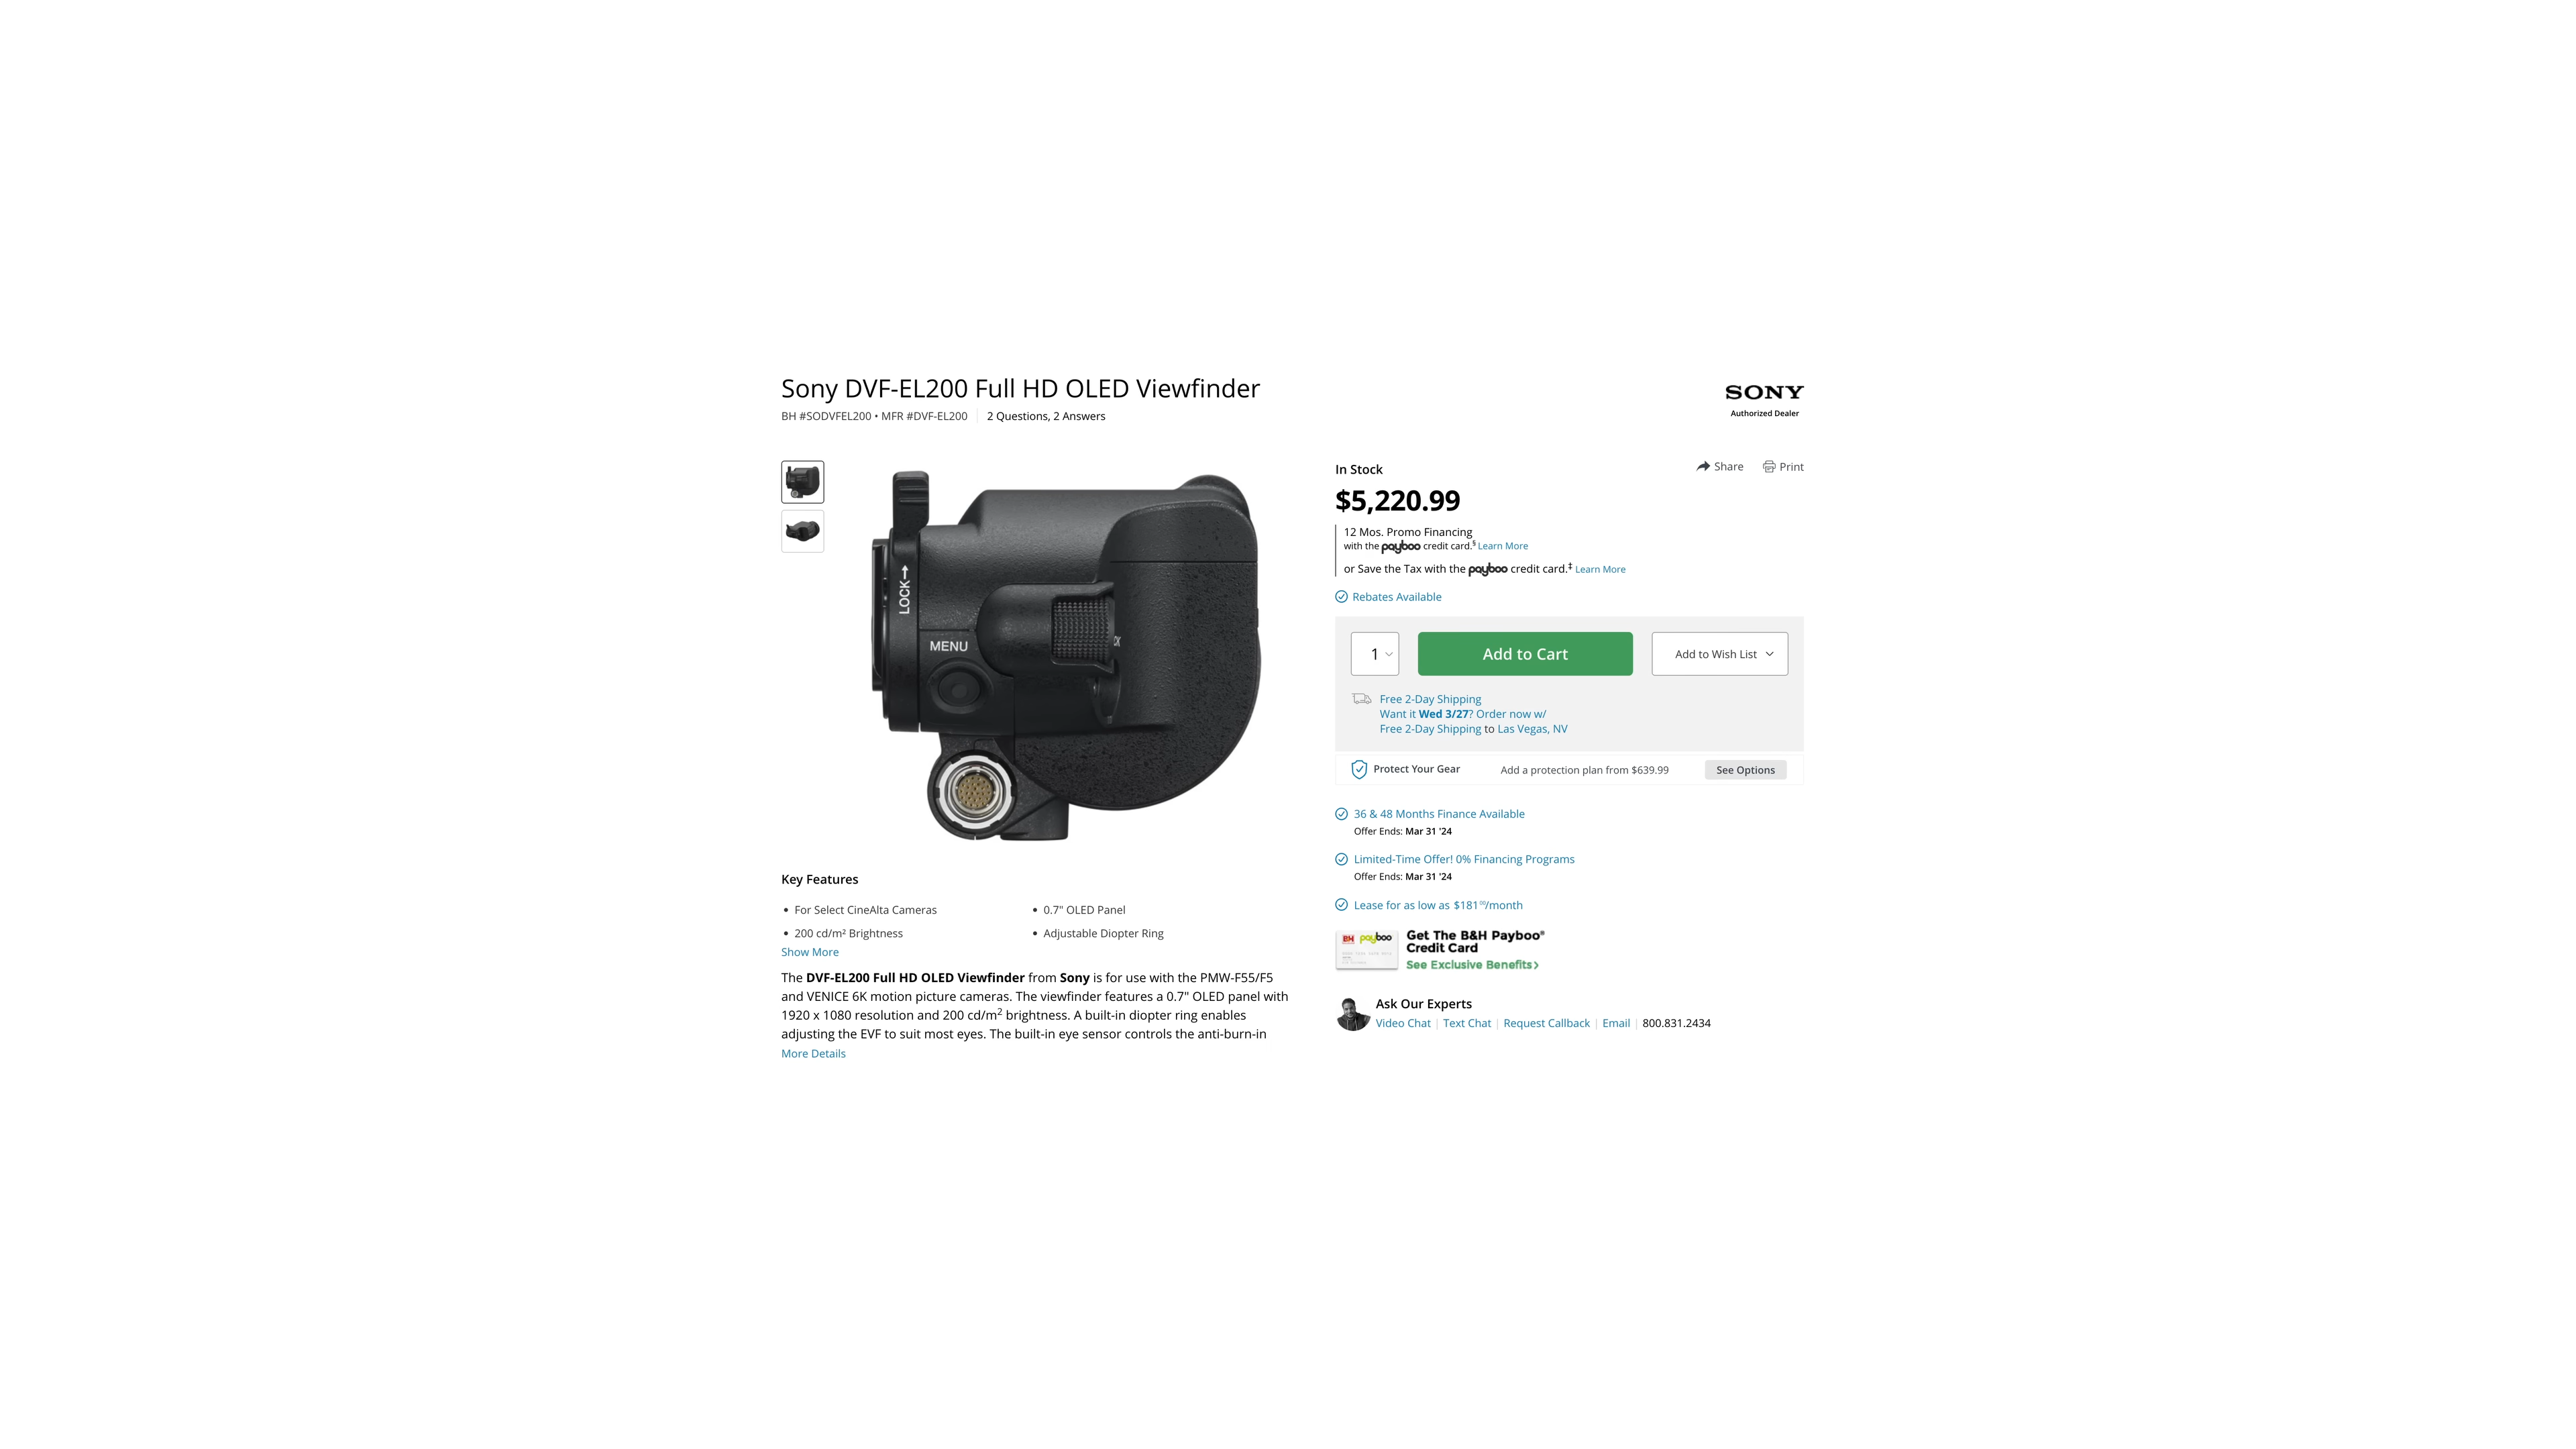 Sony DVF-EL200 Full HD OLED Viewfinder
BH #SODVFEL200 • MFR #DVF-EL200
2 Questions, 2 Answers
SONY
Authorized Dealer
LOCK→
MENU
Key Features
• For Select CineAlta Cameras
• 0.7" OLED Panel
• 200 cd/m² Brightness
• Adjustable Diopter Ring
Show More
The DVF-EL200 Full HD OLED Viewfinder from Sony is for use with the PMW-F55/F5
and VENICE 6K motion picture cameras. The viewfinder features a 0.7" OLED panel with
1920 x 1080 resolution and 200 cd/m² brightness. A built-in diopter ring enables
adjusting the EVF to suit most eyes. The built-in eye sensor controls the anti-burn-in
More Details
In Stock
Share
Print
$5,220.99
12 Mos. Promo Financing
with the payboo credit card.§ Learn More
or Save the Tax with the payboo credit card.‡ Learn More
Rebates Available
1
Add to Cart
Add to Wish List
Free 2-Day Shipping
Want it Wed 3/27? Order now w/
Free 2-Day Shipping to Las Vegas, NV
Protect Your Gear
Add a protection plan from $639.99
See Options
36 & 48 Months Finance Available
Offer Ends: Mar 31 '24
Limited-Time Offer! 0% Financing Programs
Offer Ends: Mar 31 '24
Lease for as low as $181⁰⁰/month
BH payboo
Get The B&H Payboo®
Credit Card
See Exclusive Benefits›
Ask Our Experts
Video Chat | Text Chat | Request Callback | Email | 800.831.2434